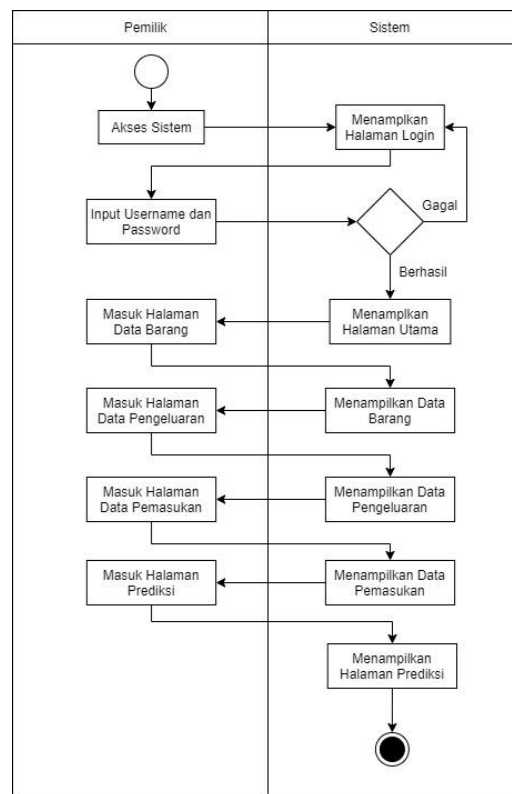 Pemilik
Sistem
Akses Sistem
Menamplkan
Halaman Login
Input Username dan
Password
Gagal
Berhasil
Menamplkan
Halaman Utama
Masuk Halaman
Data Barang
Menampilkan Data
Barang
Masuk Halaman
Data Pengeluaran
Menampilkan Data
Pengeluaran
Masuk Halaman
Data Pemasukan
Menampilkan Data
Pemasukan
Masuk Halaman
Prediksi
Menampilkan
Halaman Prediksi